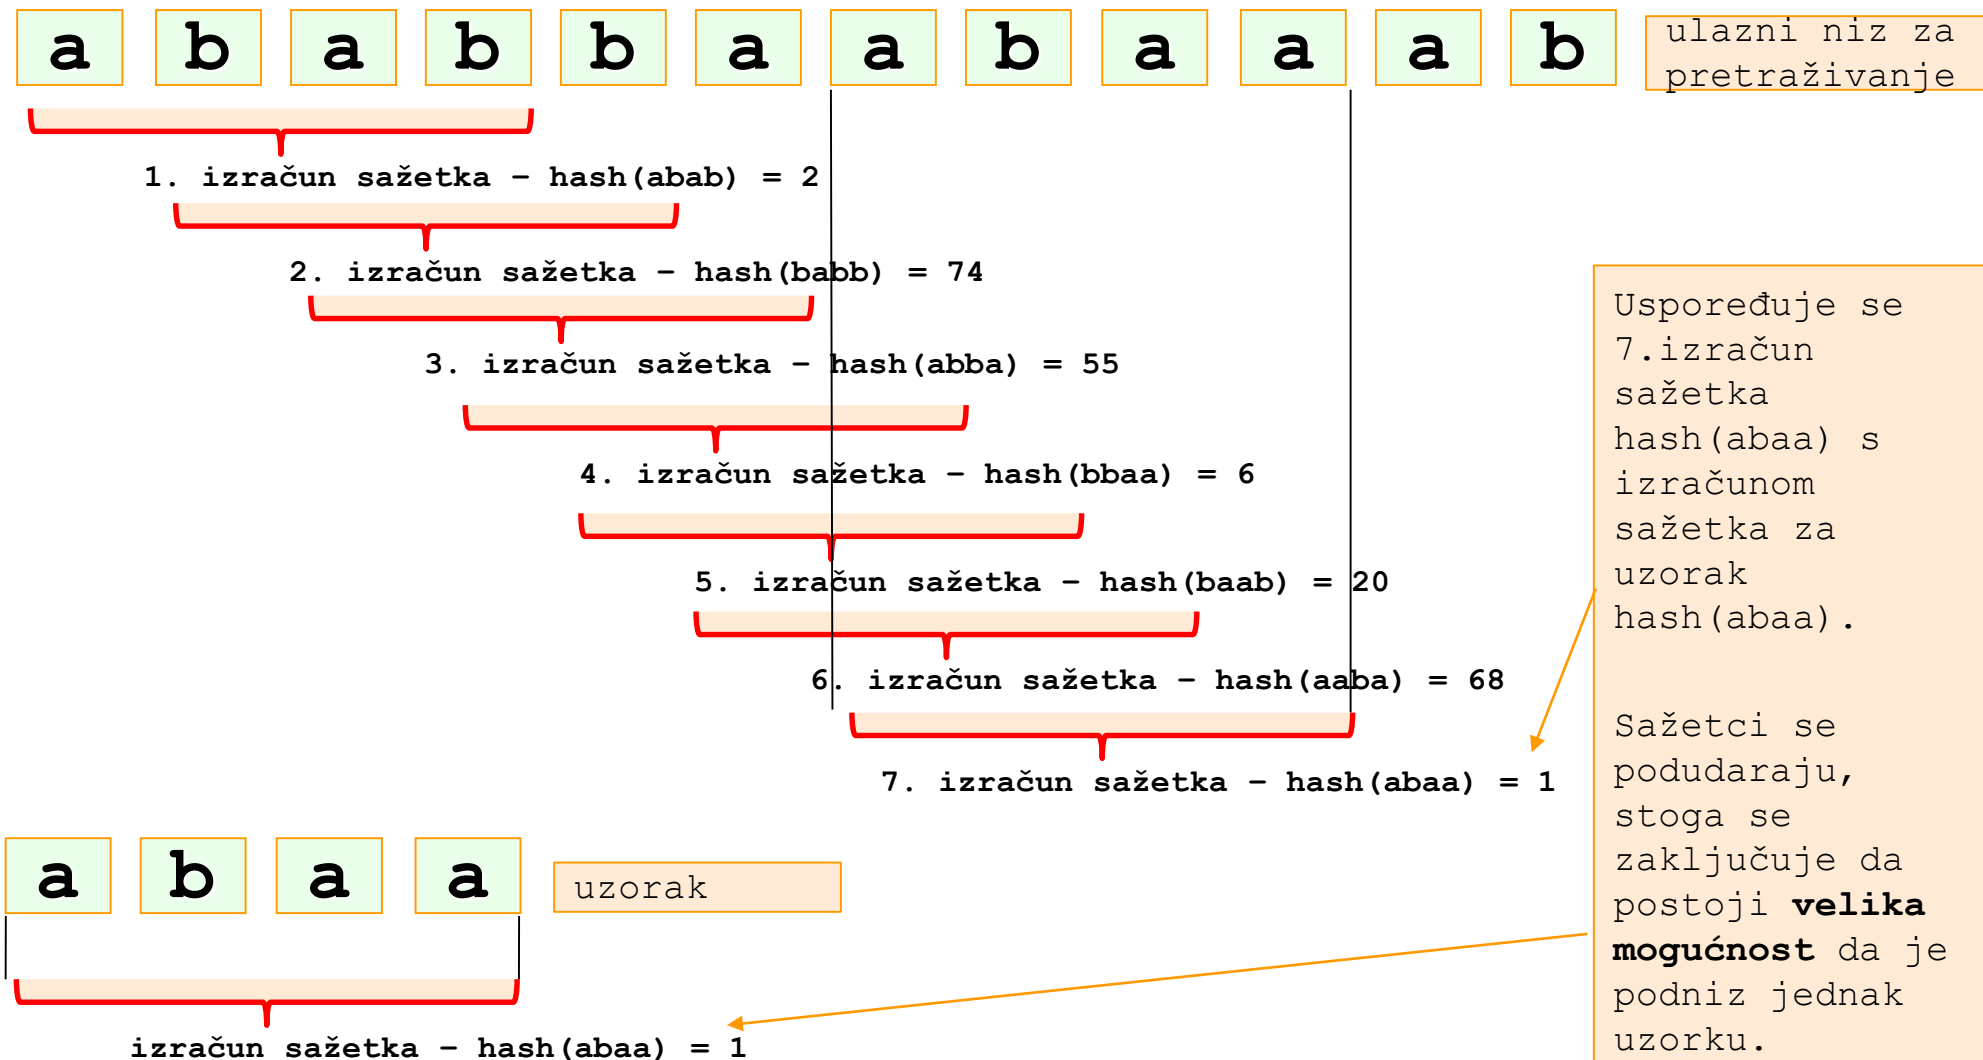 a b a b b a a b a a a b
ulazni niz za
pretraživanje
1. izračun sažetka – hash(abab) = 2
2. izračun sažetka – hash(babb) = 74
3. izračun sažetka – hash(abba) = 55
4. izračun sažetka – hash(bbaa) = 6
5. izračun sažetka – hash(baab) = 20
6. izračun sažetka – hash(aaba) = 68
7. izračun sažetka – hash(abaa) = 1
a b a a
uzorak
izračun sažetka – hash(abaa) = 1
Uspoređuje se
7.izračun
sažetka
hash(abaa) s
izračunom
sažetka za
uzorak
hash(abaa).
Sažetci se
podudaraju,
stoga se
zaključuje da
postoji velika
mogućnost da je
podniz jednak
uzorku.